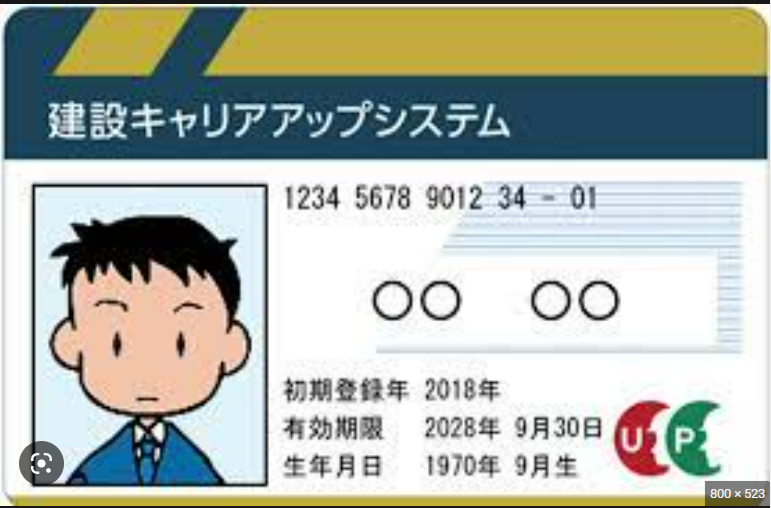 建設キャリアアップシステム
1234 5678 9012 34 - 01
○○ ○○
初期登録年 2018年
有効期限 2028年 9月30日
生年月日 1970年 9月生
U P
800 × 523